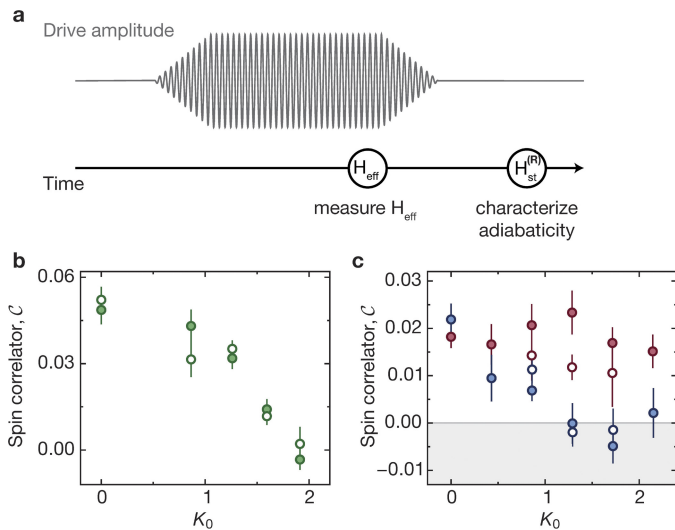 a
Drive amplitude
H_eff
H_st^(R)
Time
measure H_eff
characterize
adiabaticity
b
Spin correlator, 𝒞
0.06
0.03
0.00
0
1
2
K_0
c
Spin correlator, 𝒞
0.03
0.02
0.01
0.00
−0.01
0
1
2
K_0